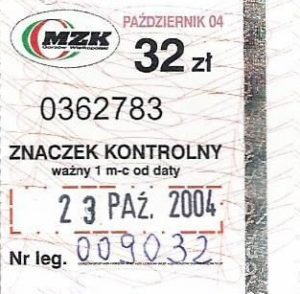 PAŹDZIERNIK 04
MZK
Gorzów Wielkopolski
32 zł
0362783
ZNACZEK KONTROLNY
ważny 1 m-c od daty
23 PAŹ. 2004
Nr leg. 009032